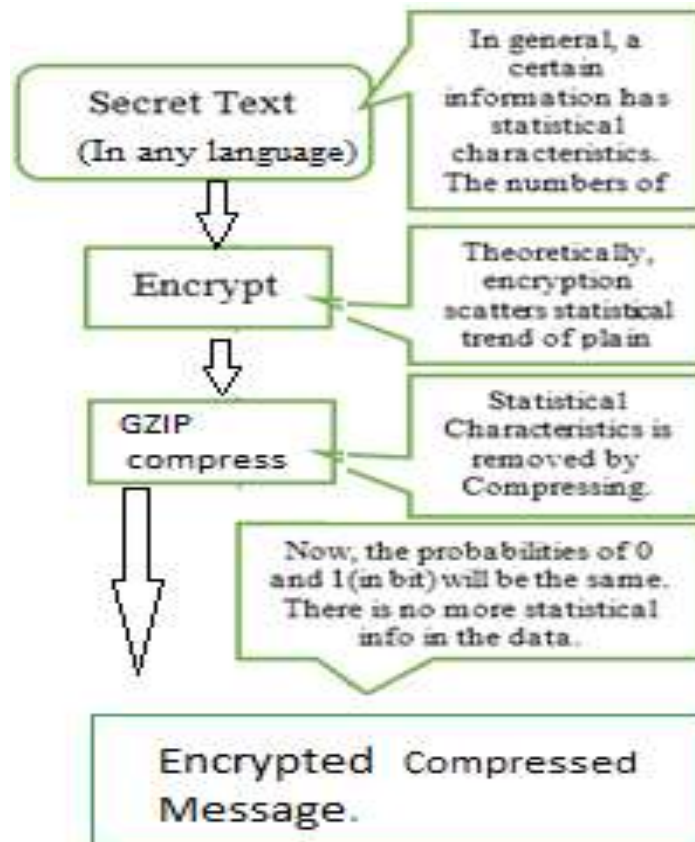 Secret Text
(In any language)
In general, a
certain
information has
statistical
characteristics.
The numbers of
Encrypt
Theoretically,
encryption
scatters statistical
trend of plain
GZIP
compress
Statistical
Characteristics is
removed by
Compressing.
Now, the probabilities of 0
and 1(in bit) will be the same.
There is no more statistical
info in the data.
Encrypted Compressed
Message.